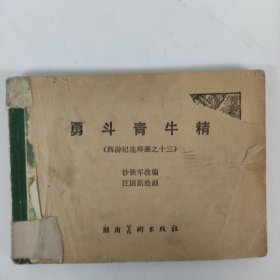 勇斗青牛精
（西游记连环画之十三）
沙铁军改编
汪国新绘画
湖南美术出版社